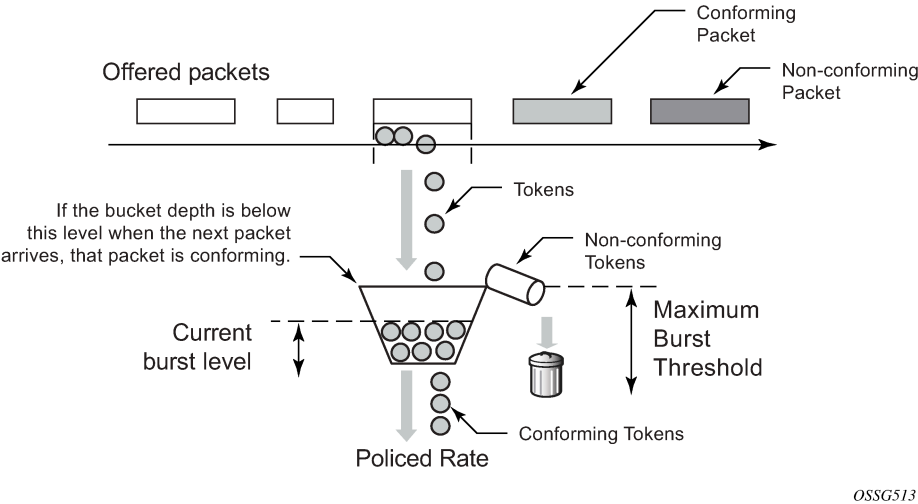 Conforming
Packet
Offered packets
Non-conforming
Packet
Tokens
If the bucket depth is below
this level when the next packet
arrives, that packet is conforming.
Non-conforming
Tokens
Current
burst level
Maximum
Burst
Threshold
Conforming Tokens
Policed Rate
OSSG513